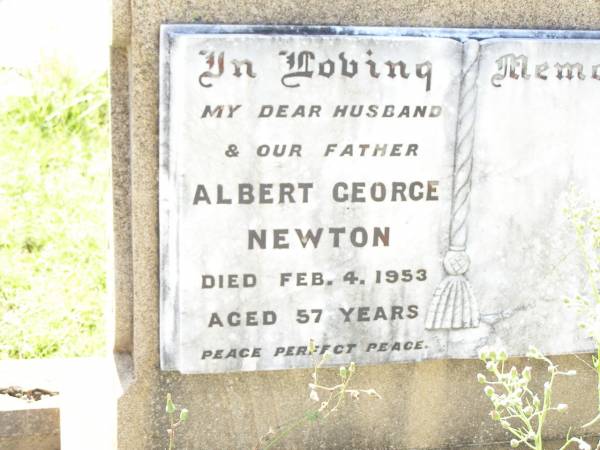 In Loving Memo
MY DEAR HUSBAND
& OUR FATHER
ALBERT GEORGE
NEWTON
DIED FEB. 4. 1953
AGED 57 YEARS
PEACE PERFECT PEACE.